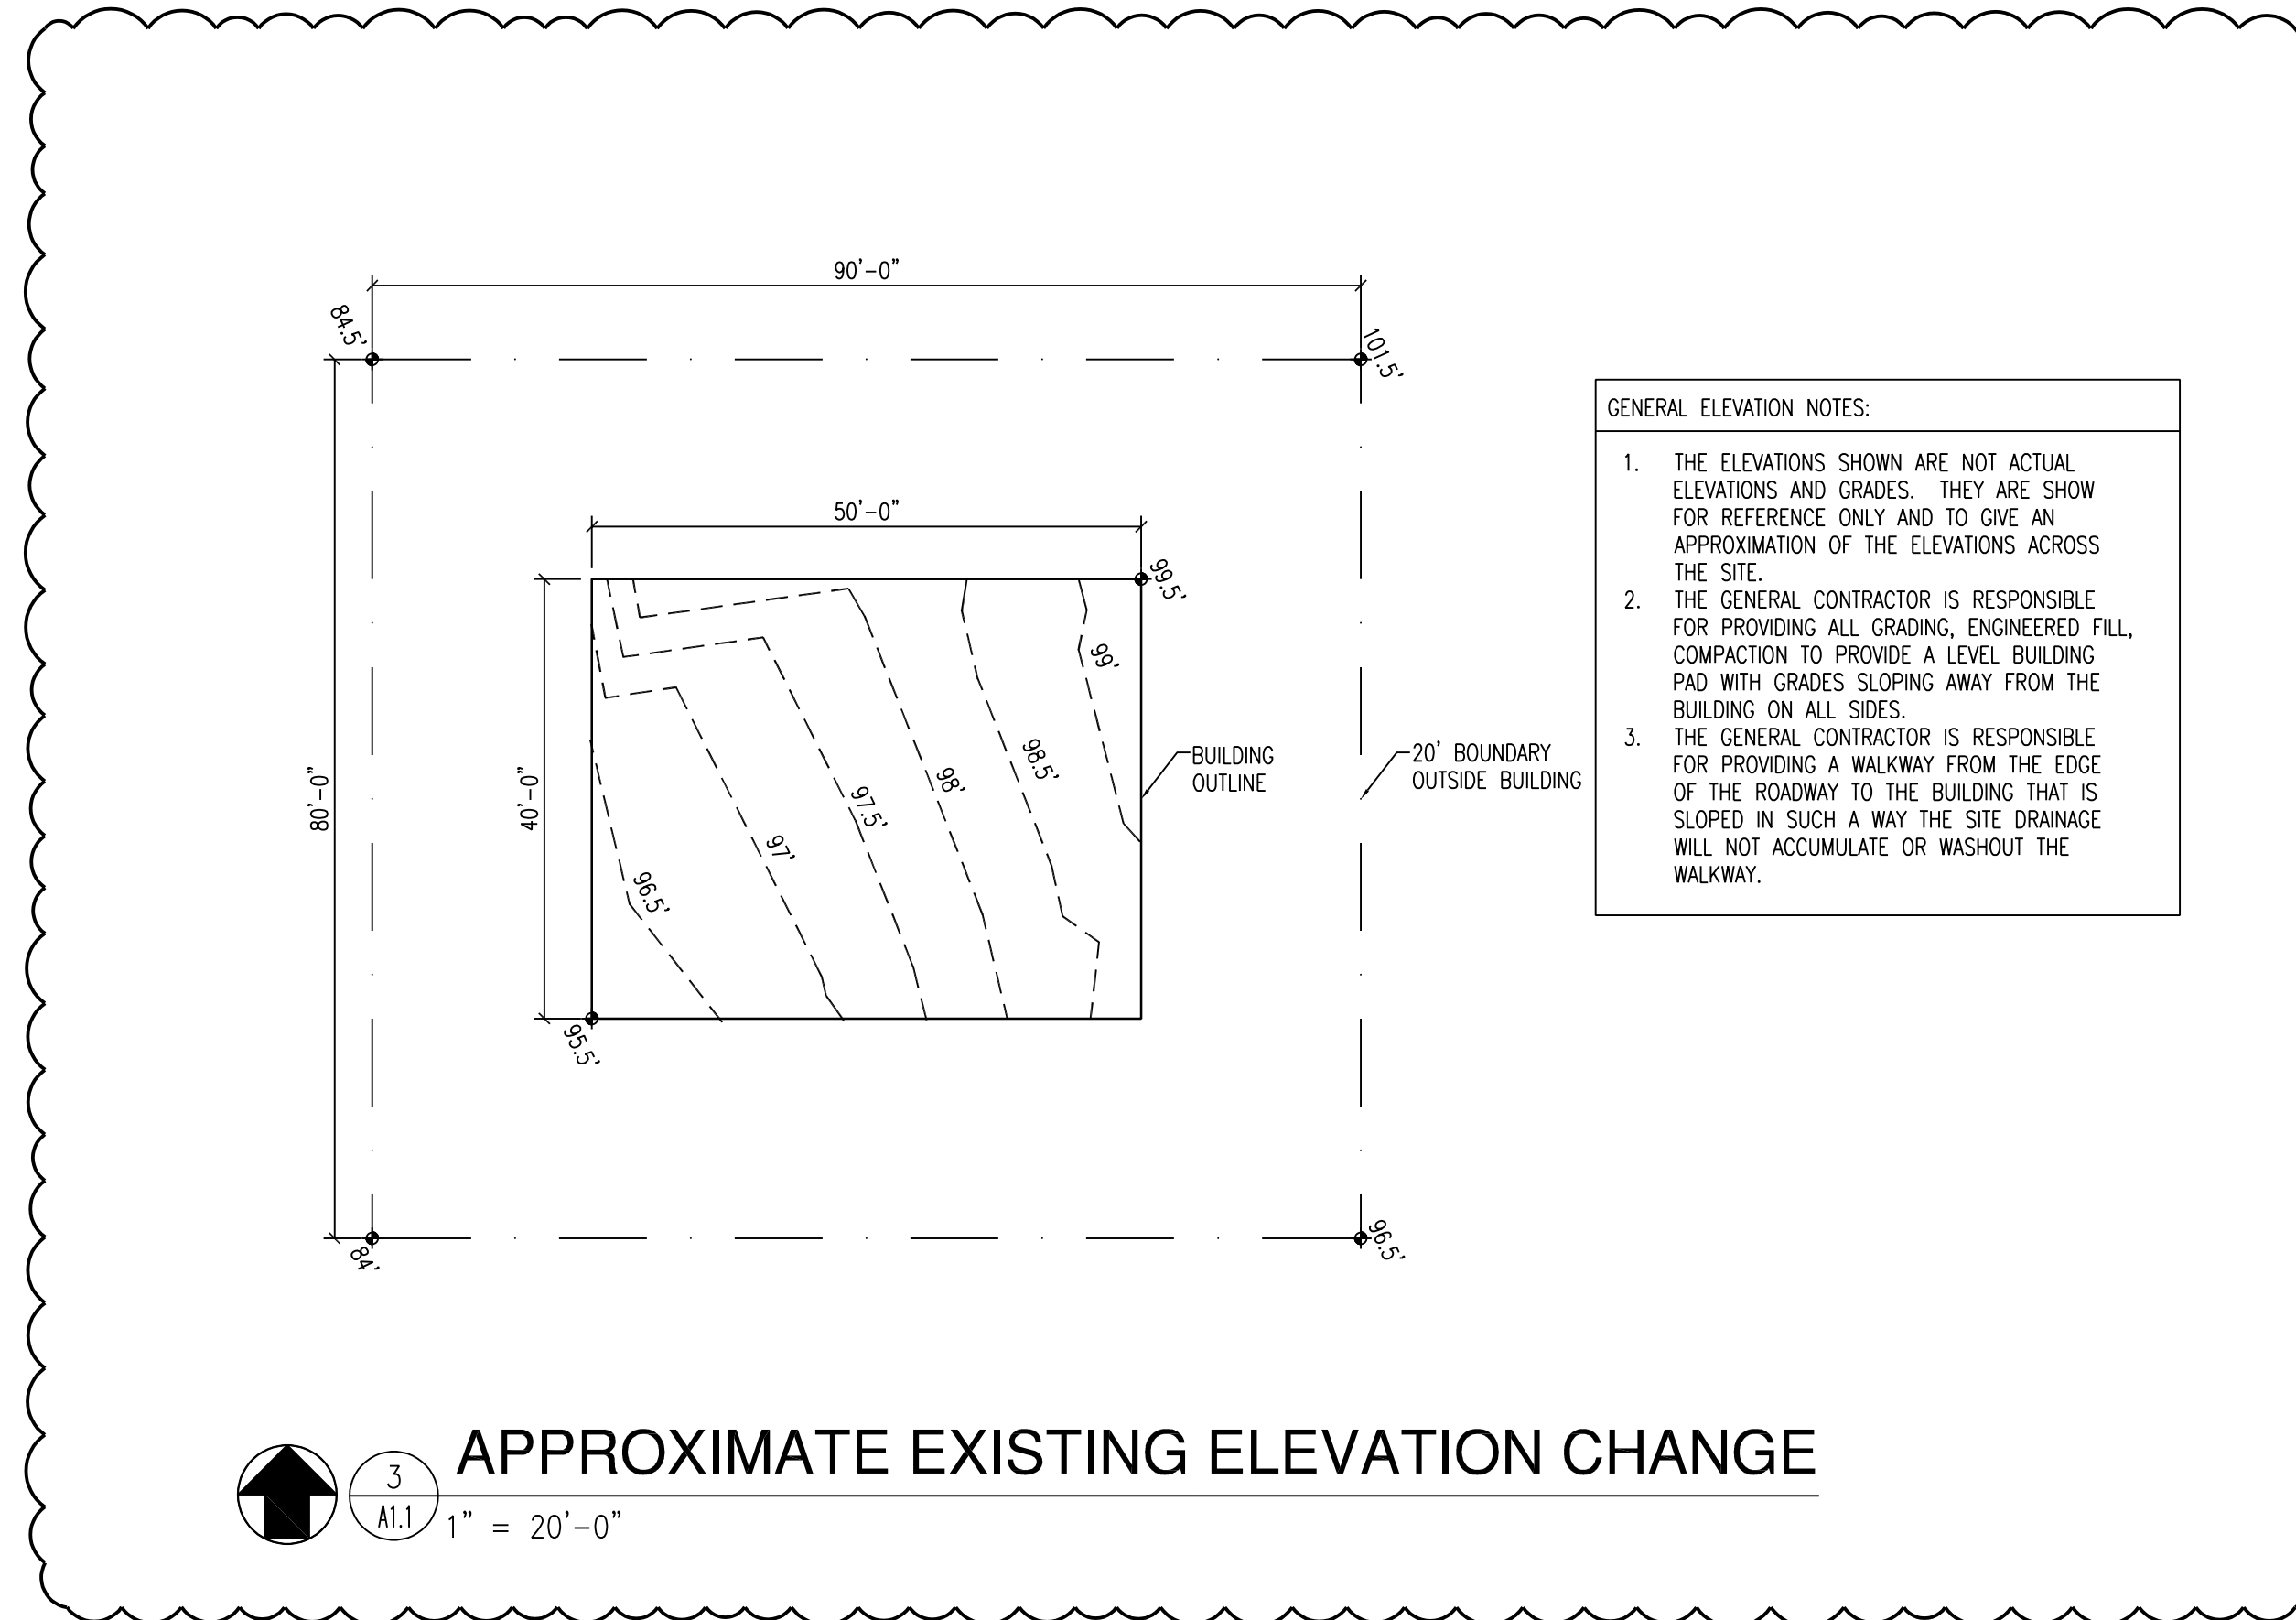 90'-0"
84.5'
101.5'
GENERAL ELEVATION NOTES:
1. THE ELEVATIONS SHOWN ARE NOT ACTUAL
ELEVATIONS AND GRADES. THEY ARE SHOW
FOR REFERENCE ONLY AND TO GIVE AN
APPROXIMATION OF THE ELEVATIONS ACROSS
THE SITE.
2. THE GENERAL CONTRACTOR IS RESPONSIBLE
FOR PROVIDING ALL GRADING, ENGINEERED FILL,
COMPACTION TO PROVIDE A LEVEL BUILDING
PAD WITH GRADES SLOPING AWAY FROM THE
BUILDING ON ALL SIDES.
3. THE GENERAL CONTRACTOR IS RESPONSIBLE
FOR PROVIDING A WALKWAY FROM THE EDGE
OF THE ROADWAY TO THE BUILDING THAT IS
SLOPED IN SUCH A WAY THE SITE DRAINAGE
WILL NOT ACCUMULATE OR WASHOUT THE
WALKWAY.
50'-0"
99.5'
99'
98.5'
98'
97.5'
97'
96.5'
80'-0"
40'-0"
BUILDING
OUTLINE
20' BOUNDARY
OUTSIDE BUILDING
95.5'
84'
96.5'
APPROXIMATE EXISTING ELEVATION CHANGE
3
A1.1
1" = 20'-0"